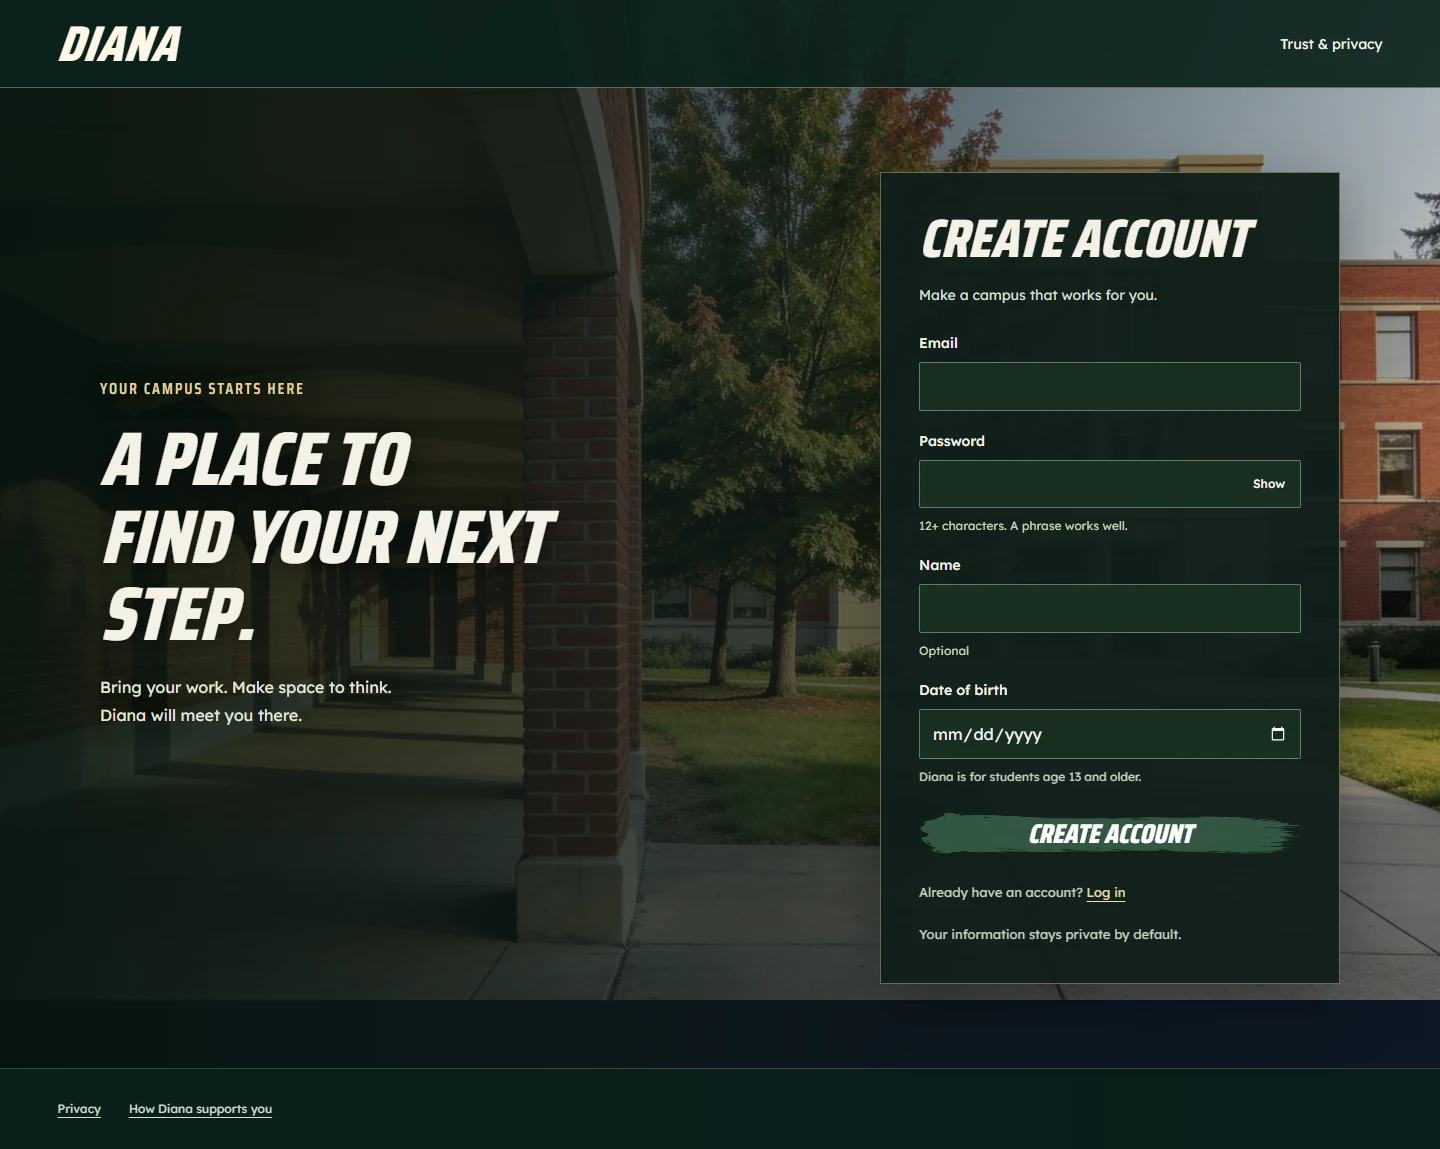 DIANA
Trust & privacy
YOUR CAMPUS STARTS HERE
A PLACE TO
FIND YOUR NEXT
STEP.
Bring your work. Make space to think.
Diana will meet you there.
CREATE ACCOUNT
Make a campus that works for you.
Email
Password
Show
12+ characters. A phrase works well.
Name
Optional
Date of birth
mm/dd/yyyy
Diana is for students age 13 and older.
CREATE ACCOUNT
Already have an account? Log in
Your information stays private by default.
Privacy
How Diana supports you